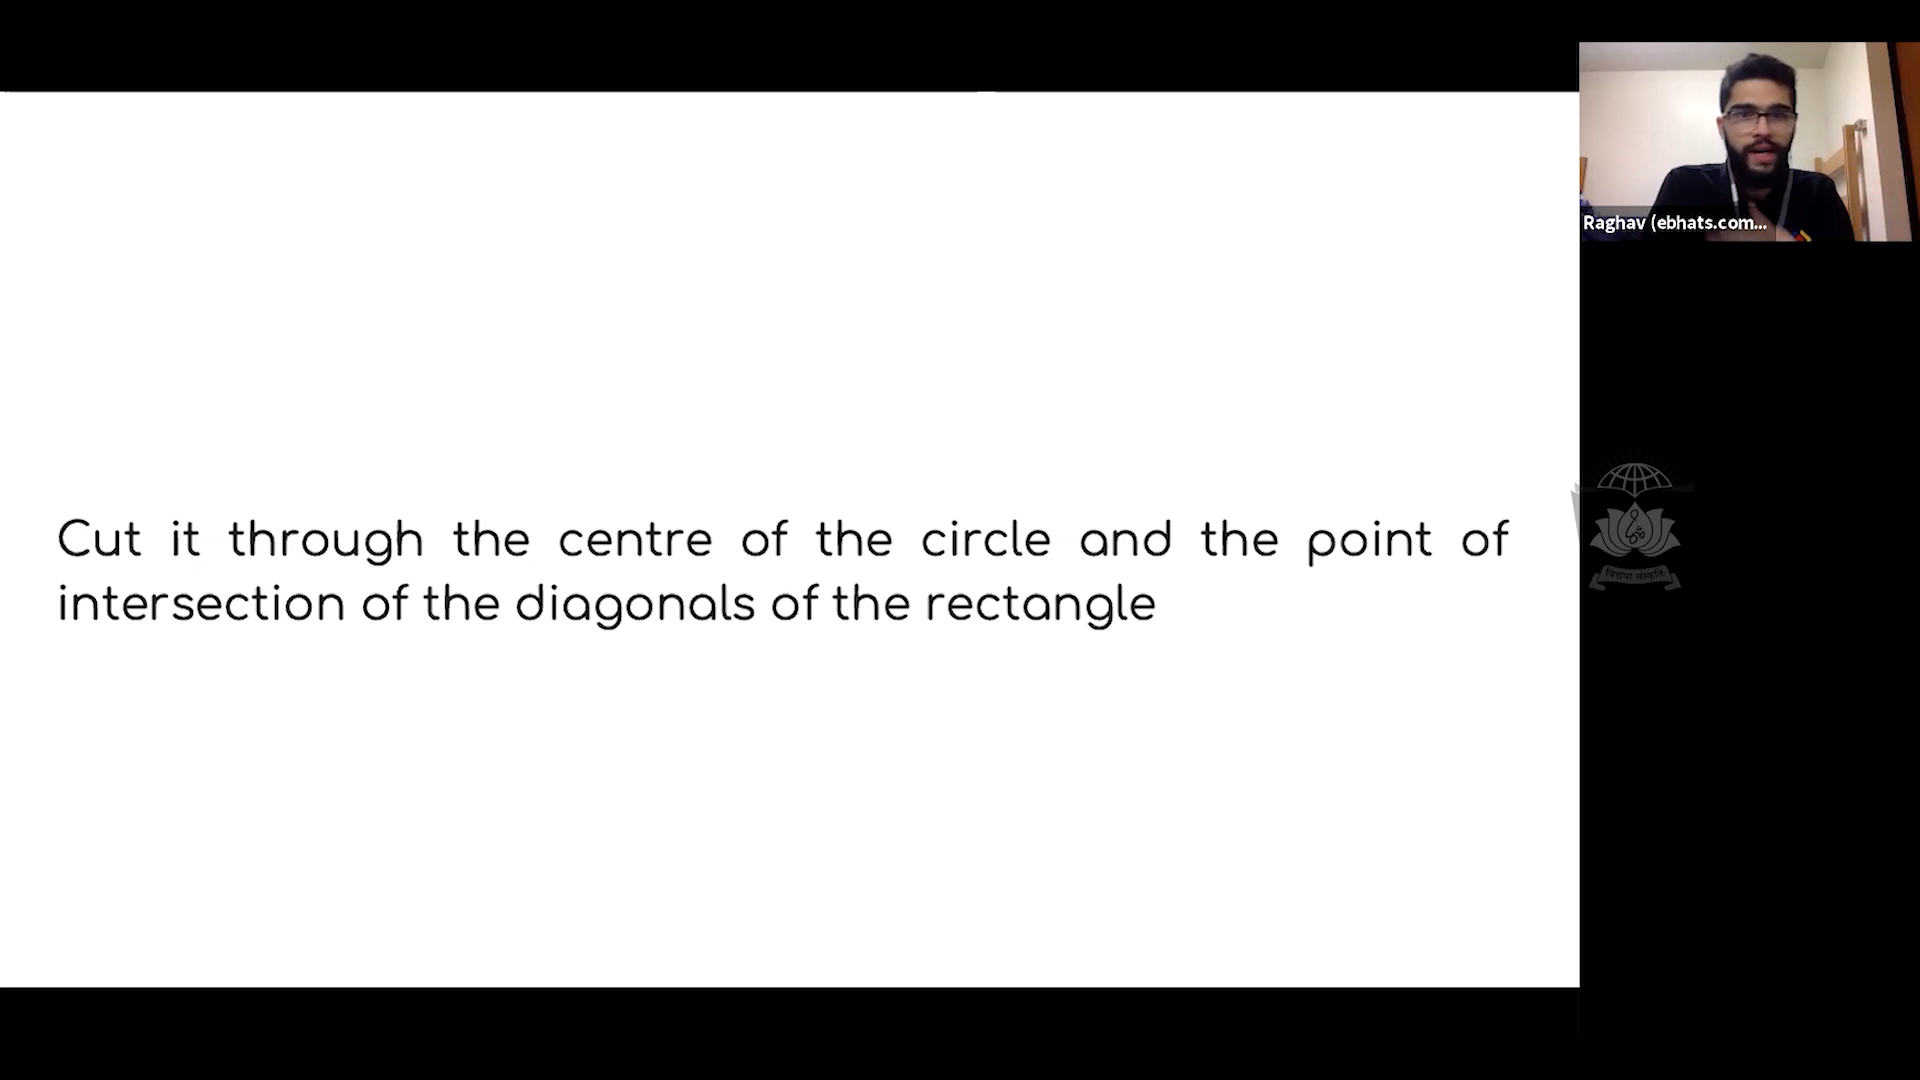 Raghav (ebhats.com...
Cut it through the centre of the circle and the point of
intersection of the diagonals of the rectangle